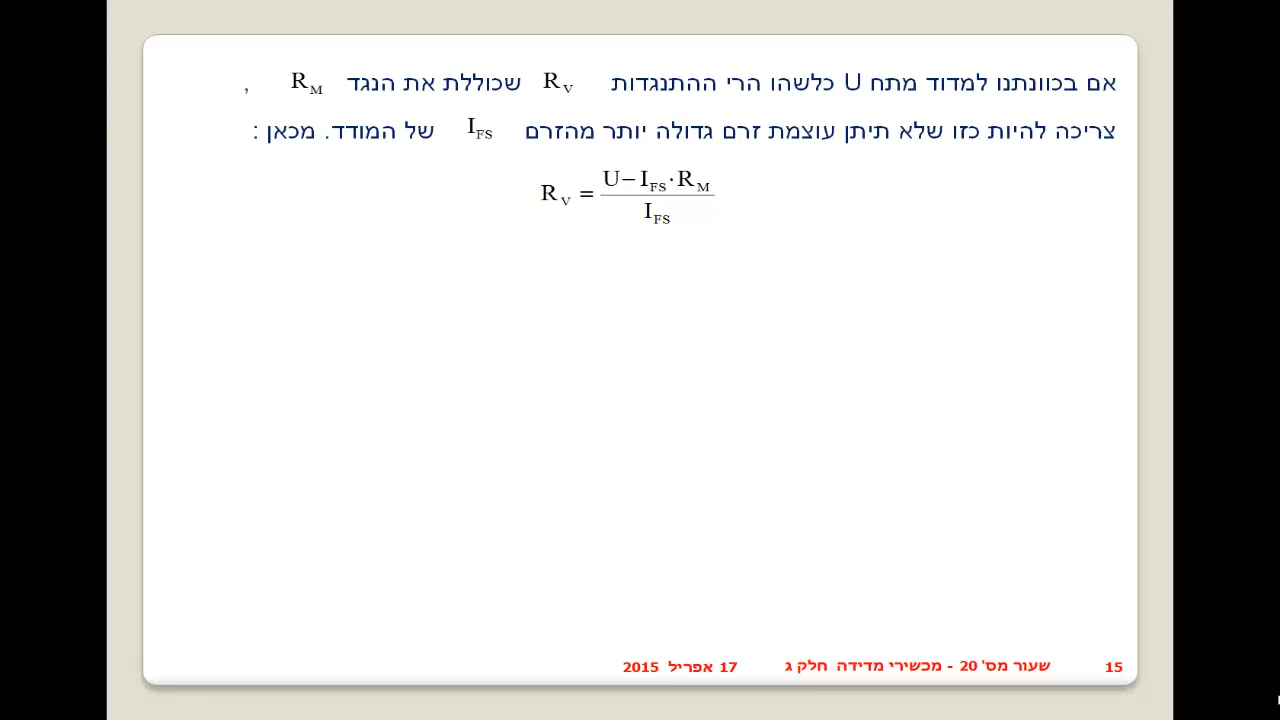 אם בכוונתנו למדוד מתח U כלשהו הרי ההתנגדות R_V שכוללת את הנגד R_M ,
צריכה להיות כזו שלא תיתן עוצמת זרם גדולה יותר מהזרם I_FS של המודד. מכאן :
R_V = (U − I_FS · R_M) / I_FS
15 שעור מס' 20 - מכשירי מדידה חלק ג 17 אפריל 2015